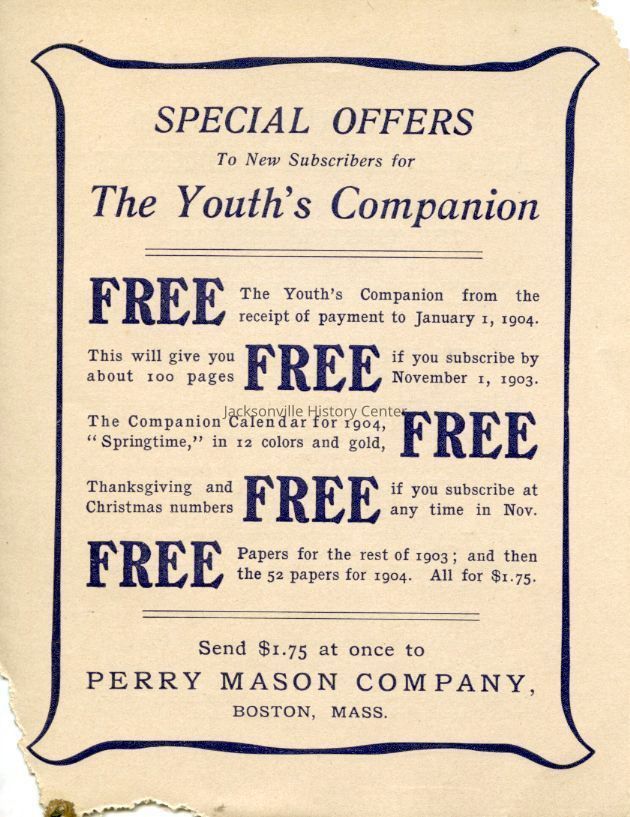 SPECIAL OFFERS
To New Subscribers for
The Youth's Companion
FREE The Youth's Companion from the
receipt of payment to January 1, 1904.
This will give you FREE if you subscribe by
about 100 pages November 1, 1903.
Jacksonville History Center
The Companion Calendar for 1904,
"Springtime," in 12 colors and gold, FREE
Thanksgiving and FREE if you subscribe at
Christmas numbers any time in Nov.
FREE Papers for the rest of 1903; and then
the 52 papers for 1904. All for $1.75.
Send $1.75 at once to
PERRY MASON COMPANY,
BOSTON, MASS.